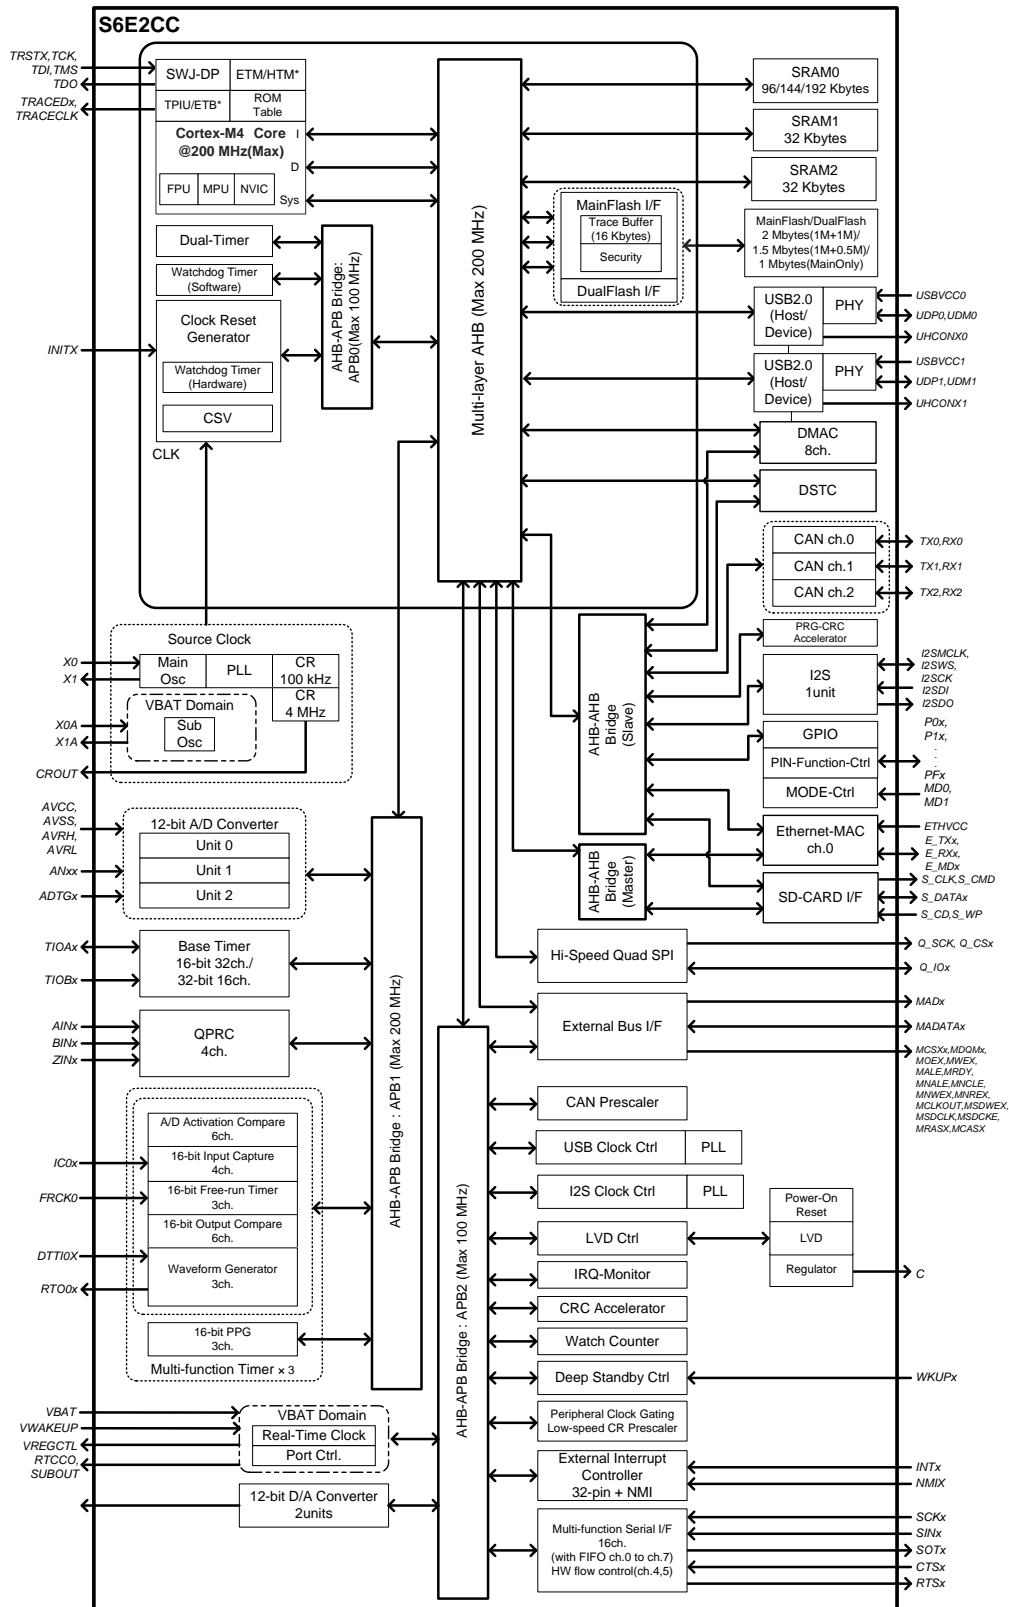 S6E2CC
TRSTX,TCK,
TDI,TMS
TDO
TRACEDx,
TRACECLK
SWJ-DP
ETM/HTM*
TPIU/ETB*
ROM
Table
Cortex-M4 Core
@200 MHz(Max)
I
D
Sys
FPU
MPU
NVIC
Dual-Timer
Watchdog Timer
(Software)
Clock Reset
Generator
Watchdog Timer
(Hardware)
CSV
CLK
INITX
AHB-APB Bridge:
APB0(Max 100 MHz)
Multi-layer AHB (Max 200 MHz)
SRAM0
96/144/192 Kbytes
SRAM1
32 Kbytes
SRAM2
32 Kbytes
MainFlash I/F
Trace Buffer
(16 Kbytes)
Security
DualFlash I/F
MainFlash/DualFlash
2 Mbytes(1M+1M)/
1.5 Mbytes(1M+0.5M)/
1 Mbytes(MainOnly)
USB2.0
(Host/
Device)
PHY
USBVCC0
UDP0,UDM0
UHCONX0
USB2.0
(Host/
Device)
PHY
USBVCC1
UDP1,UDM1
UHCONX1
DMAC
8ch.
DSTC
CAN ch.0
CAN ch.1
CAN ch.2
TX0,RX0
TX1,RX1
TX2,RX2
PRG-CRC
Accelerator
I2S
1unit
I2SMCLK,
I2SWS,
I2SCK
I2SDI
I2SDO
GPIO
PIN-Function-Ctrl
MODE-Ctrl
P0x,
P1x,
.
.
.
PFx
MD0,
MD1
Ethernet-MAC
ch.0
ETHVCC
E_TXx,
E_RXx,
E_MDx
SD-CARD I/F
S_CLK,S_CMD
S_DATAx
S_CD,S_WP
AHB-AHB
Bridge
(Slave)
AHB-AHB
Bridge
(Master)
Source Clock
X0
X1
Main
Osc
PLL
CR
100 kHz
CR
4 MHz
VBAT Domain
Sub
Osc
X0A
X1A
CROUT
AVCC,
AVSS,
AVRH,
AVRL
ANxx
ADTGx
12-bit A/D Converter
Unit 0
Unit 1
Unit 2
TIOAx
TIOBx
Base Timer
16-bit 32ch./
32-bit 16ch.
AINx
BINx
ZINx
QPRC
4ch.
A/D Activation Compare
6ch.
16-bit Input Capture
4ch.
16-bit Free-run Timer
3ch.
16-bit Output Compare
6ch.
Waveform Generator
3ch.
16-bit PPG
3ch.
Multi-function Timer × 3
IC0x
FRCK0
DTTI0X
RTO0x
AHB-APB Bridge : APB1 (Max 200 MHz)
AHB-APB Bridge : APB2 (Max 100 MHz)
VBAT
VWAKEUP
VREGCTL
RTCCO,
SUBOUT
VBAT Domain
Real-Time Clock
Port Ctrl.
12-bit D/A Converter
2units
Hi-Speed Quad SPI
Q_SCK, Q_CSx
Q_IOx
External Bus I/F
MADx
MADATAx
MCSXx,MDQMx,
MOEX,MWEX,
MALE,MRDY,
MNALE,MNCLE,
MNWEX,MNREX,
MCLKOUT,MSDWEX,
MSDCLK,MSDCKE,
MRASX,MCASX
CAN Prescaler
USB Clock Ctrl
PLL
I2S Clock Ctrl
PLL
LVD Ctrl
Power-On
Reset
LVD
Regulator
C
IRQ-Monitor
CRC Accelerator
Watch Counter
Deep Standby Ctrl
WKUPx
Peripheral Clock Gating
Low-speed CR Prescaler
External Interrupt
Controller
32-pin + NMI
INTx
NMIX
Multi-function Serial I/F
16ch.
(with FIFO ch.0 to ch.7)
HW flow control(ch.4,5)
SCKx
SINx
SOTx
CTSx
RTSx